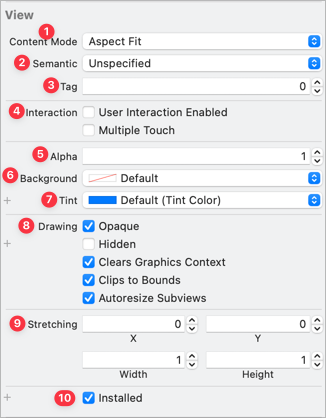 View
1
Content Mode Aspect Fit
2 Semantic Unspecified
3 Tag 0
4 Interaction User Interaction Enabled
Multiple Touch
5 Alpha 1
6 Background Default
+ 7 Tint Default (Tint Color)
8 Drawing Opaque
+ Hidden
Clears Graphics Context
Clips to Bounds
Autoresize Subviews
9 Stretching 0 0
X Y
1 1
Width Height
+ 10 Installed